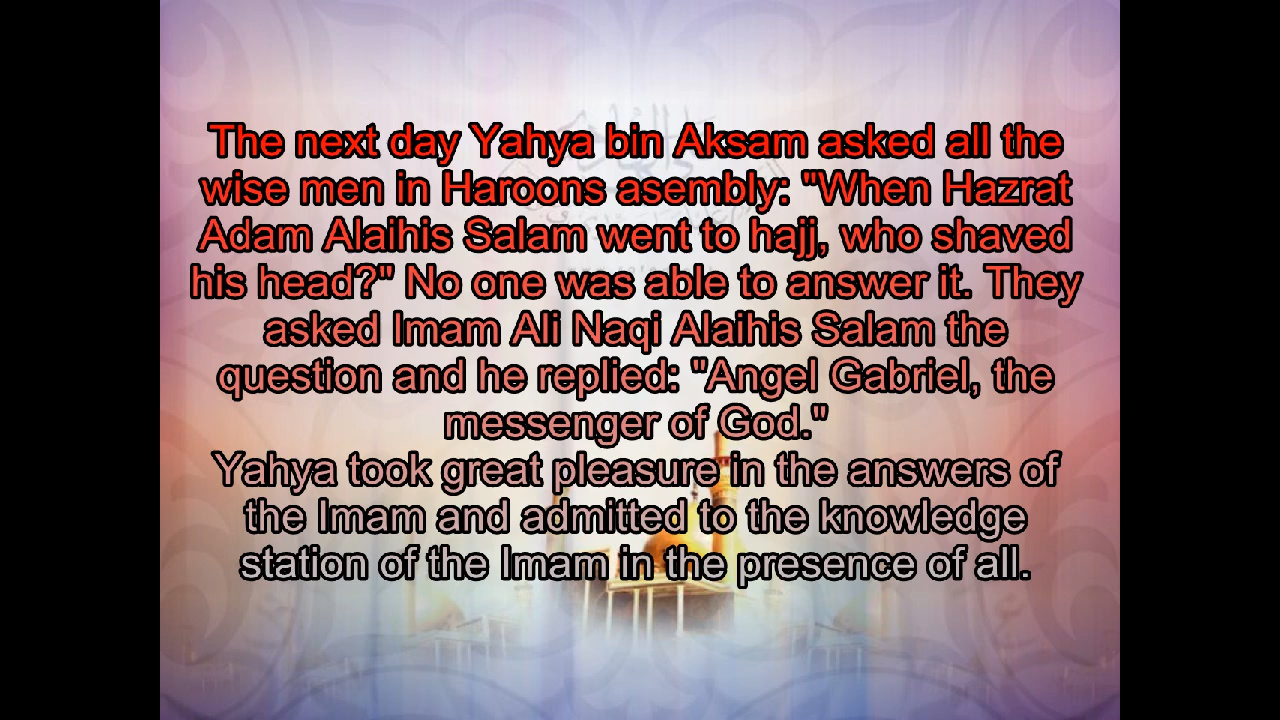 The next day Yahya bin Aksam asked all the
wise men in Haroons asembly: "When Hazrat
Adam Alaihis Salam went to hajj, who shaved
his head?" No one was able to answer it. They
asked Imam Ali Naqi Alaihis Salam the
question and he replied: "Angel Gabriel, the
messenger of God."
Yahya took great pleasure in the answers of
the Imam and admitted to the knowledge
station of the Imam in the presence of all.